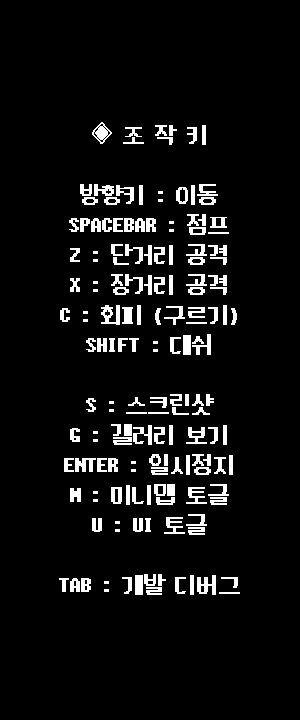 ◈ 조 작 키
방향키 : 이동
SPACEBAR : 점프
Z : 단거리 공격
X : 장거리 공격
C : 회피 (구르기)
SHIFT : 대쉬
S : 스크린샷
G : 갤러리 보기
ENTER : 일시정지
M : 미니맵 토글
U : UI 토글
TAB : 개발 디버그